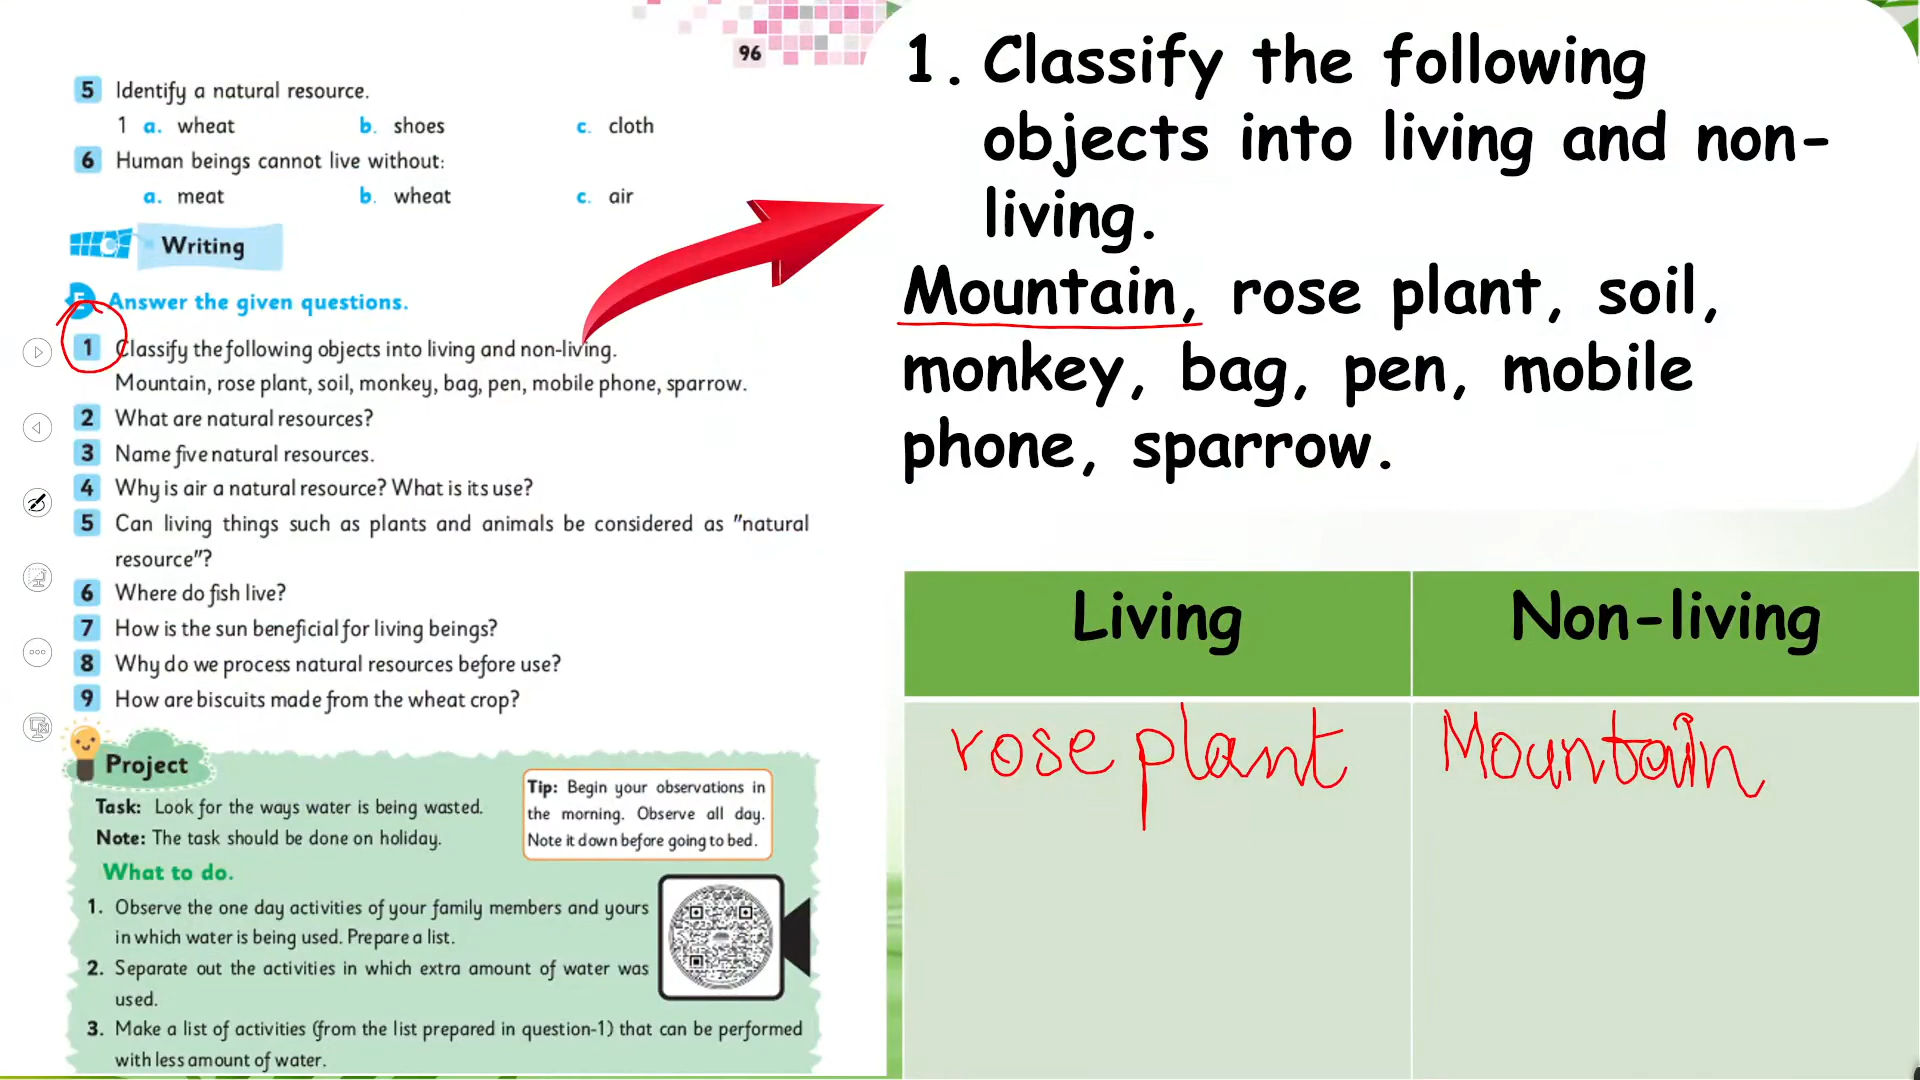 96
5 Identify a natural resource.
1 a. wheat b. shoes c. cloth
6 Human beings cannot live without:
a. meat b. wheat c. air
Writing
E Answer the given questions.
1 Classify the following objects into living and non-living.
Mountain, rose plant, soil, monkey, bag, pen, mobile phone, sparrow.
2 What are natural resources?
3 Name five natural resources.
4 Why is air a natural resource? What is its use?
5 Can living things such as plants and animals be considered as "natural
resource"?
6 Where do fish live?
7 How is the sun beneficial for living beings?
8 Why do we process natural resources before use?
9 How are biscuits made from the wheat crop?
Project
Task: Look for the ways water is being wasted.
Note: The task should be done on holiday.
Tip: Begin your observations in
the morning. Observe all day.
Note it down before going to bed.
What to do.
1. Observe the one day activities of your family members and yours
in which water is being used. Prepare a list.
2. Separate out the activities in which extra amount of water was
used.
3. Make a list of activities (from the list prepared in question-1) that can be performed
with less amount of water.
1. Classify the following
objects into living and non-
living.
Mountain, rose plant, soil,
monkey, bag, pen, mobile
phone, sparrow.
Living Non-living
rose plant Mountain